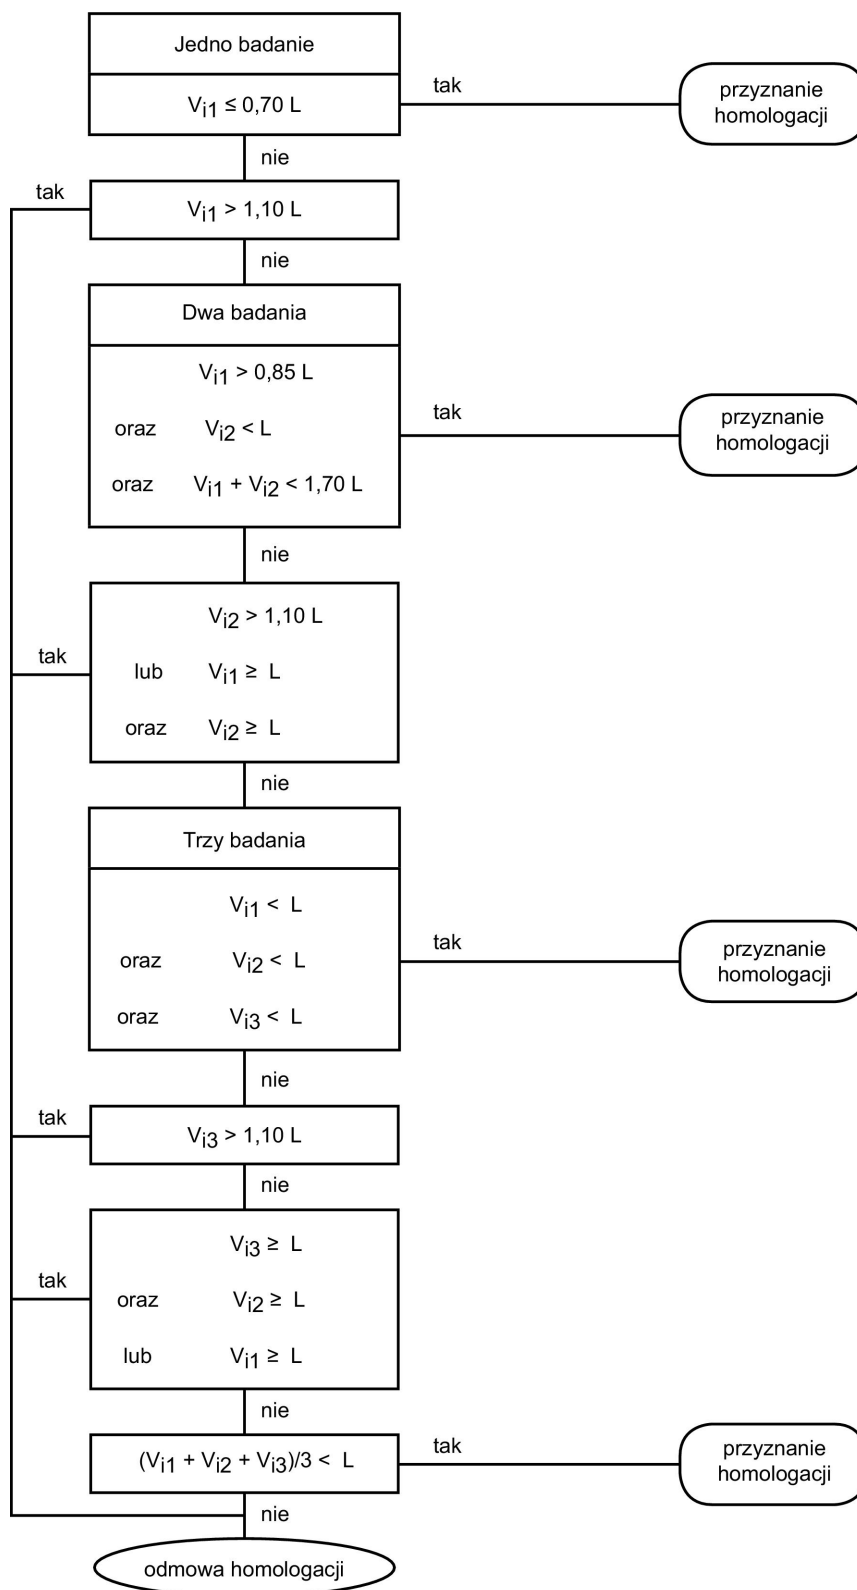 Jedno badanie
Vi1 ≤ 0,70 L
tak
przyznanie
homologacji
nie
tak
Vi1 > 1,10 L
nie
Dwa badania
Vi1 > 0,85 L
oraz Vi2 < L
oraz Vi1 + Vi2 < 1,70 L
tak
przyznanie
homologacji
nie
Vi2 > 1,10 L
tak
lub Vi1 ≥ L
oraz Vi2 ≥ L
nie
Trzy badania
Vi1 < L
oraz Vi2 < L
oraz Vi3 < L
tak
przyznanie
homologacji
nie
tak
Vi3 > 1,10 L
nie
Vi3 ≥ L
tak
oraz Vi2 ≥ L
lub Vi1 ≥ L
nie
(Vi1 + Vi2 + Vi3)/3 < L
tak
przyznanie
homologacji
nie
odmowa homologacji